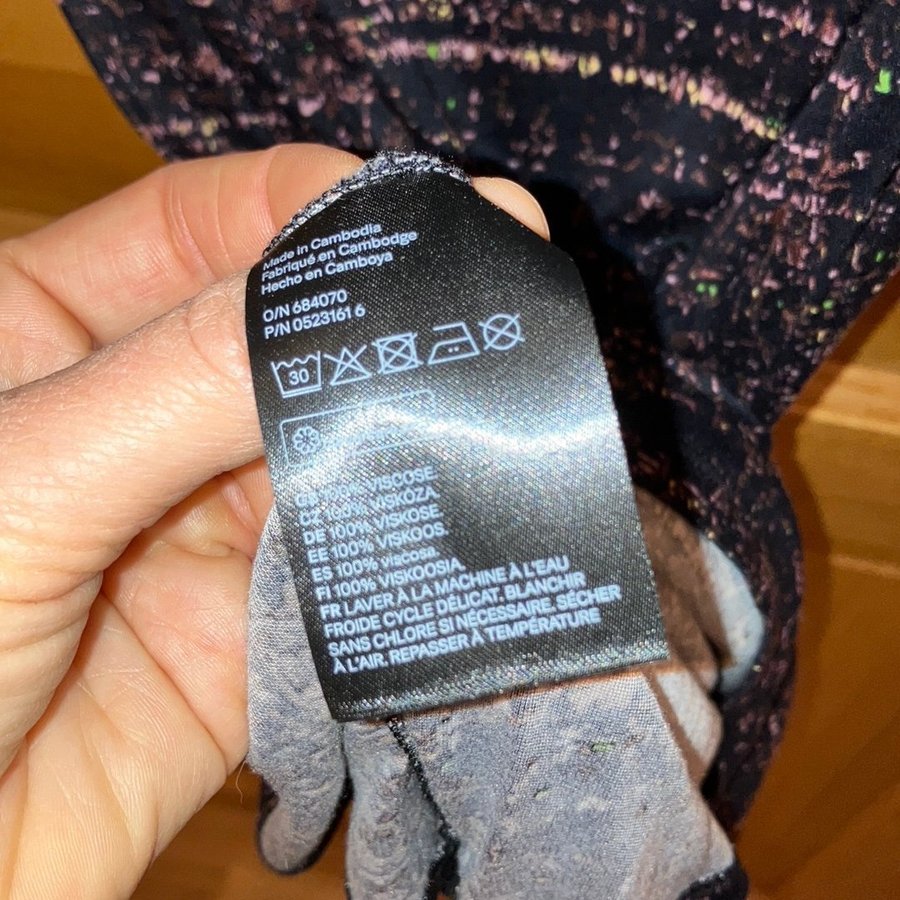 Made in Cambodia
Fabriqué en Cambodge
Hecho en Camboya
O/N 684070
P/N 0523161 6
30
100% VISCOSE
CZ 100% VISKÓZA
DE 100% VISKOSE
EE 100% VISKOOS.
ES 100% viscosa
FI 100% VISKOOSIA
FR LAVER À LA MACHINE À L'EAU
FROIDE CYCLE DÉLICAT. BLANCHIR
SANS CHLORE SI NÉCESSAIRE. SÉCHER
À L'AIR. REPASSER À TEMPÉRATURE